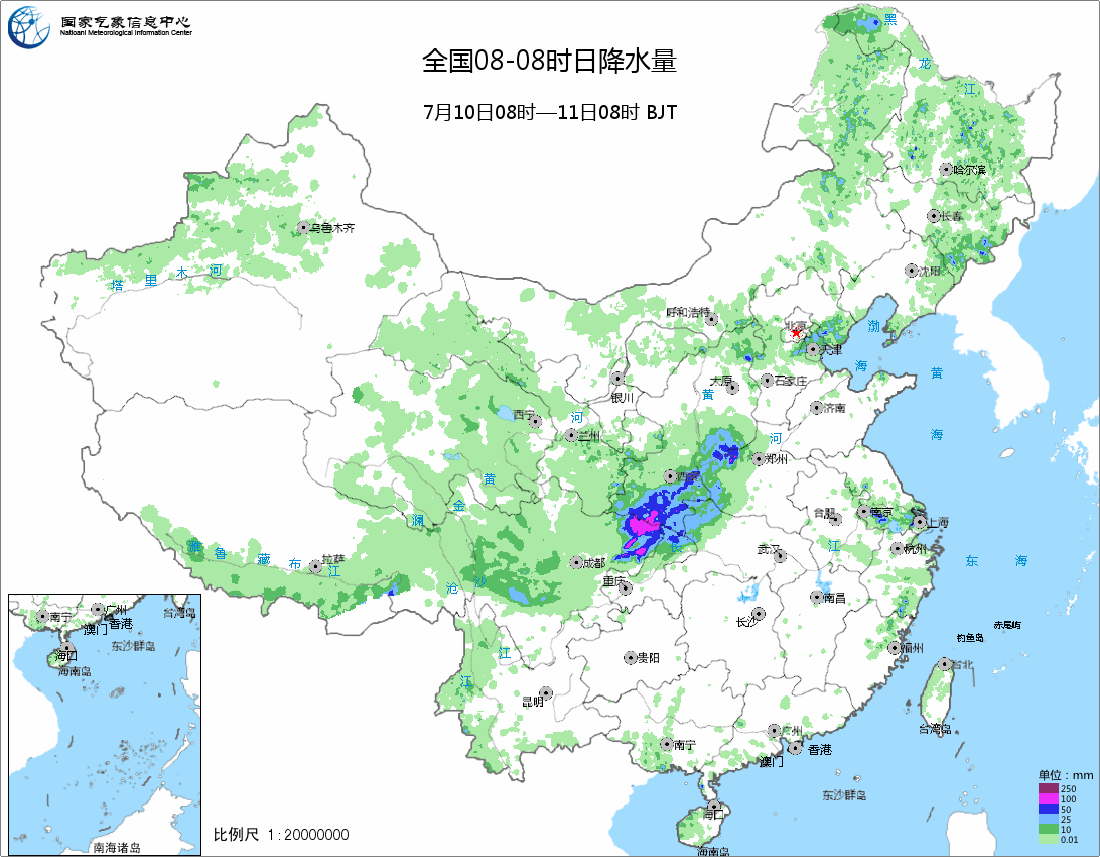 国家气象信息中心
Naitioanl Meteorological Information Center
全国08-08时日降水量
7月10日08时—11日08时 BJT
黑
龙
江
哈尔滨
长春
沈阳
乌鲁木齐
塔 里 木 河
呼和浩特
北京
天津
渤
海
黄
海
银川
太原
石家庄
黄
济南
西宁
河
兰州
河
郑州
西安
黄
金
澜
合肥
南京
上海
雅 鲁 藏 布 江
拉萨
成都
重庆
长
武汉
江
杭州
东 海
沧
沙
南昌
长沙
赤尾屿
钓鱼岛
福州
台北
江
贵阳
江
昆明
南宁
广州
香港
澳门
台湾岛
东沙群岛
海口
海南岛
南宁
广州
香港
澳门
台湾岛
东沙群岛
海口
海南岛
南海诸岛
比例尺 1:20000000
单位：mm
250
100
50
25
10
0.01